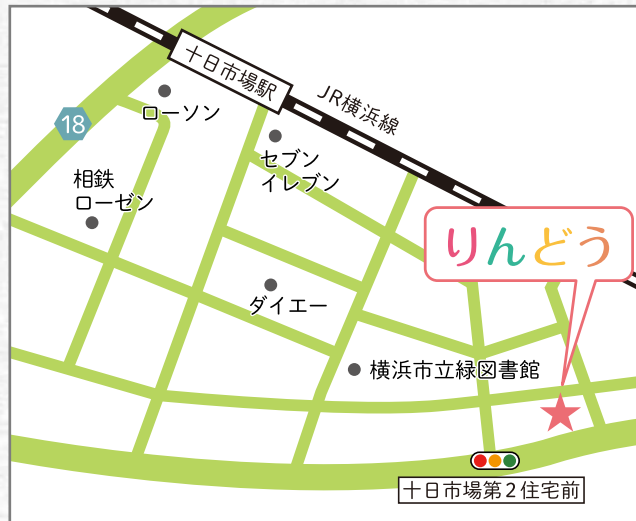 十日市場駅
JR横浜線
ローソン
18
セブン
イレブン
相鉄
ローゼン
りんどう
ダイエー
横浜市立緑図書館
十日市場第2住宅前